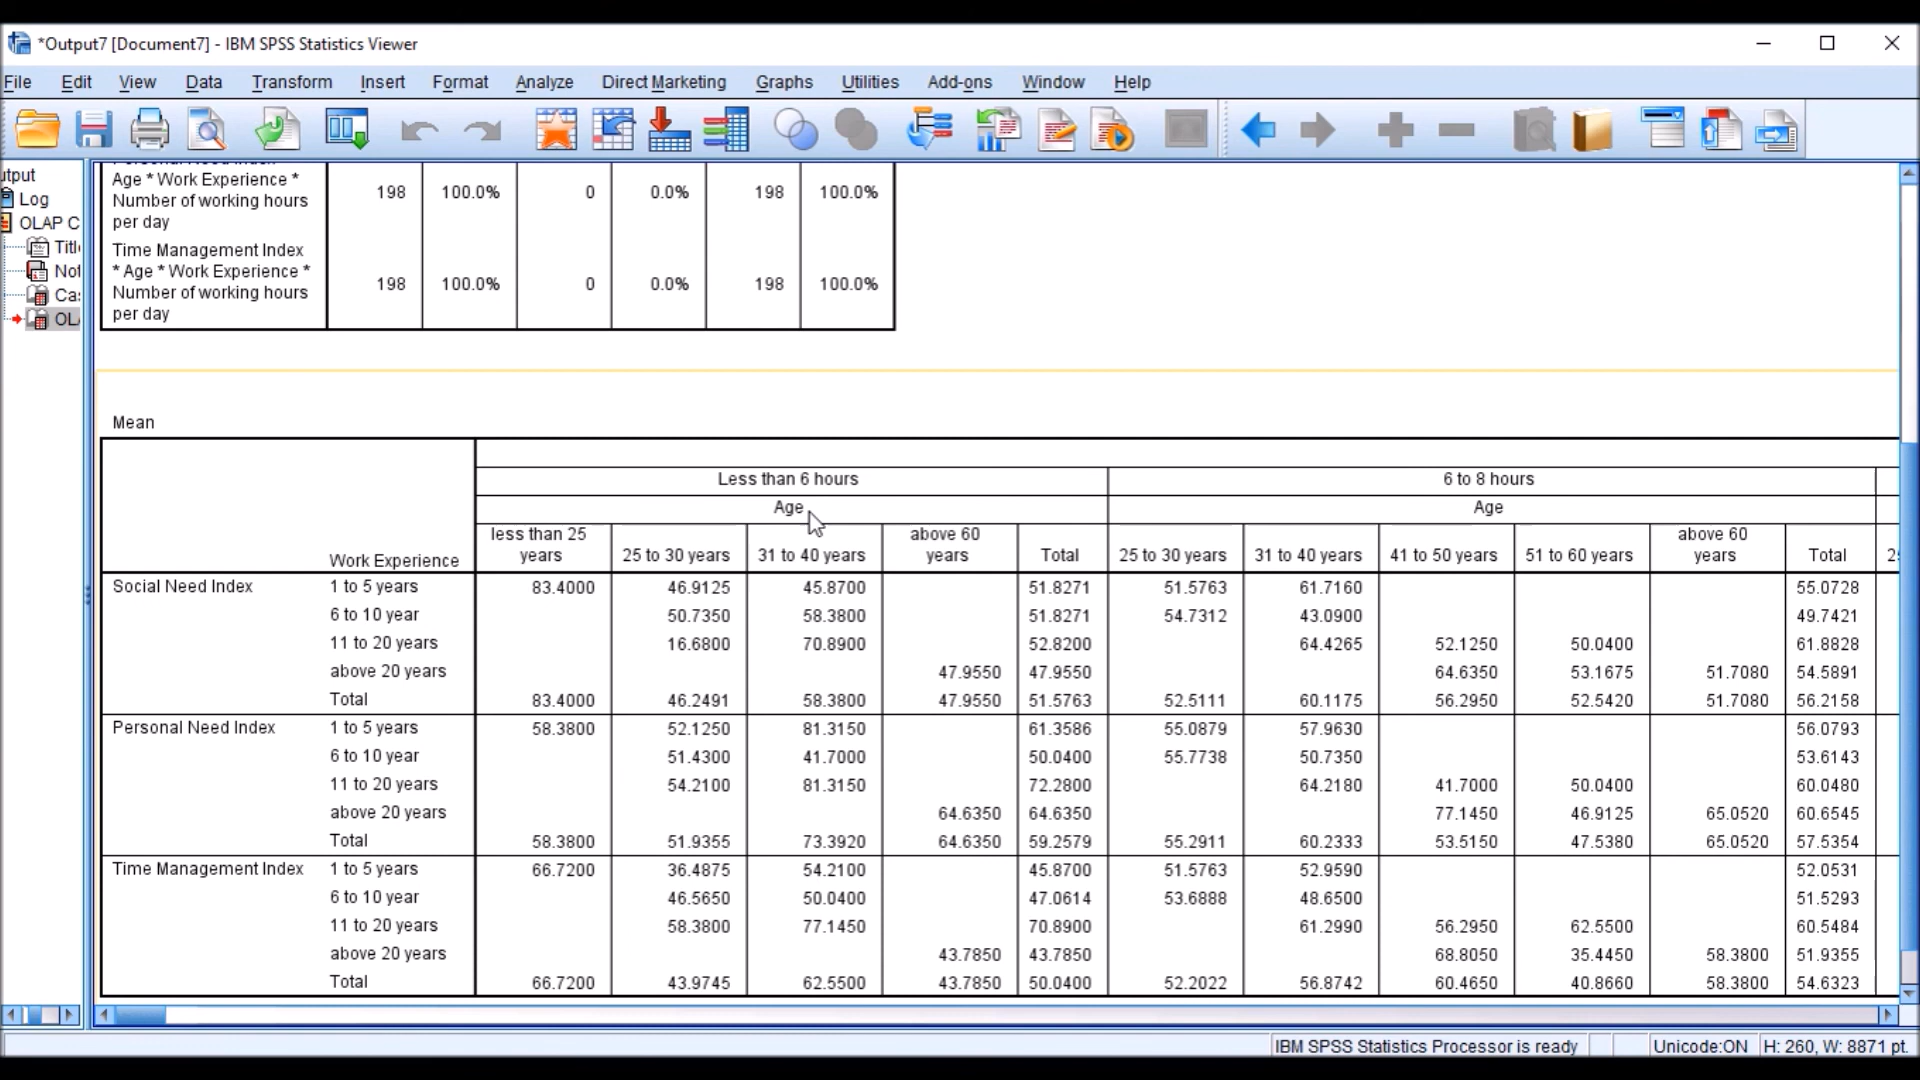 *Output7 [Document7] - IBM SPSS Statistics Viewer
File Edit View Data Transform Insert Format Analyze Direct Marketing Graphs Utilities Add-ons Window Help
utput
Log
OLAP C
Titl
Not
Ca
OL
Personal Need Index
Age * Work Experience * 198 100.0% 0 0.0% 198 100.0%
Number of working hours
per day
Time Management Index
* Age * Work Experience * 198 100.0% 0 0.0% 198 100.0%
Number of working hours
per day
Mean
Less than 6 hours 6 to 8 hours
Age Age
less than 25 above 60 above 60
Work Experience years 25 to 30 years 31 to 40 years years Total 25 to 30 years 31 to 40 years 41 to 50 years 51 to 60 years years Total 2
Social Need Index 1 to 5 years 83.4000 46.9125 45.8700 51.8271 51.5763 61.7160 55.0728
6 to 10 year 50.7350 58.3800 51.8271 54.7312 43.0900 49.7421
11 to 20 years 16.6800 70.8900 52.8200 64.4265 52.1250 50.0400 61.8828
above 20 years 47.9550 47.9550 64.6350 53.1675 51.7080 54.5891
Total 83.4000 46.2491 58.3800 47.9550 51.5763 52.5111 60.1175 56.2950 52.5420 51.7080 56.2158
Personal Need Index 1 to 5 years 58.3800 52.1250 81.3150 61.3586 55.0879 57.9630 56.0793
6 to 10 year 51.4300 41.7000 50.0400 55.7738 50.7350 53.6143
11 to 20 years 54.2100 81.3150 72.2800 64.2180 41.7000 50.0400 60.0480
above 20 years 64.6350 64.6350 77.1450 46.9125 65.0520 60.6545
Total 58.3800 51.9355 73.3920 64.6350 59.2579 55.2911 60.2333 53.5150 47.5380 65.0520 57.5354
Time Management Index 1 to 5 years 66.7200 36.4875 54.2100 45.8700 51.5763 52.9590 52.0531
6 to 10 year 46.5650 50.0400 47.0614 53.6888 48.6500 51.5293
11 to 20 years 58.3800 77.1450 70.8900 61.2990 56.2950 62.5500 60.5484
above 20 years 43.7850 43.7850 68.8050 35.4450 58.3800 51.9355
Total 66.7200 43.9745 62.5500 43.7850 50.0400 52.2022 56.8742 60.4650 40.8660 58.3800 54.6323
IBM SPSS Statistics Processor is ready Unicode:ON H: 260, W: 8871 pt.